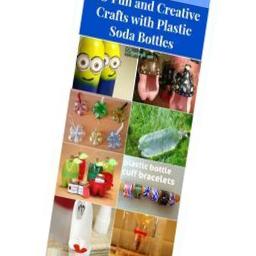 Fun and Creative
Crafts with Plastic
Soda Bottles
plastic bottle
cuff bracelets